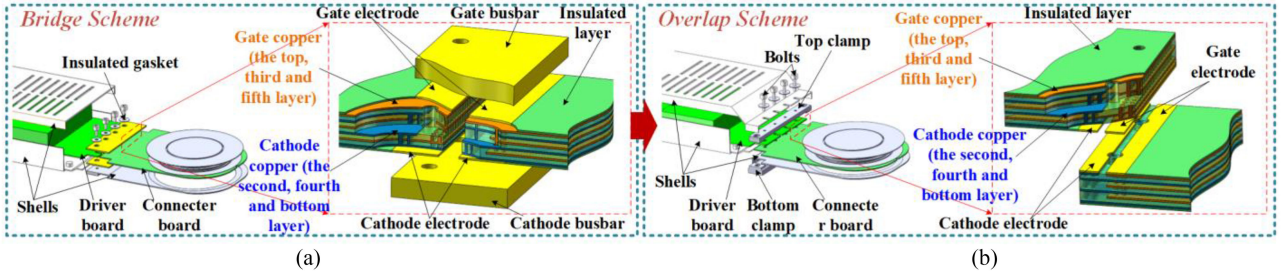 Bridge Scheme
Gate electrode
Gate busbar
Insulated
layer
Gate copper
(the top,
third and
fifth layer)
Insulated gasket
Cathode
copper (the
second, fourth
and bottom
layer)
Shells
Driver
board
Connecter
board
Cathode electrode
Cathode busbar
(a)
Overlap Scheme
Insulated layer
Gate copper
(the top,
third and
fifth layer)
Top clamp
Bolts
Gate
electrode
Cathode
copper
(the second,
fourth and
bottom layer)
Shells
Driver
board
Bottom
clamp
Connecte
r board
Cathode electrode
(b)